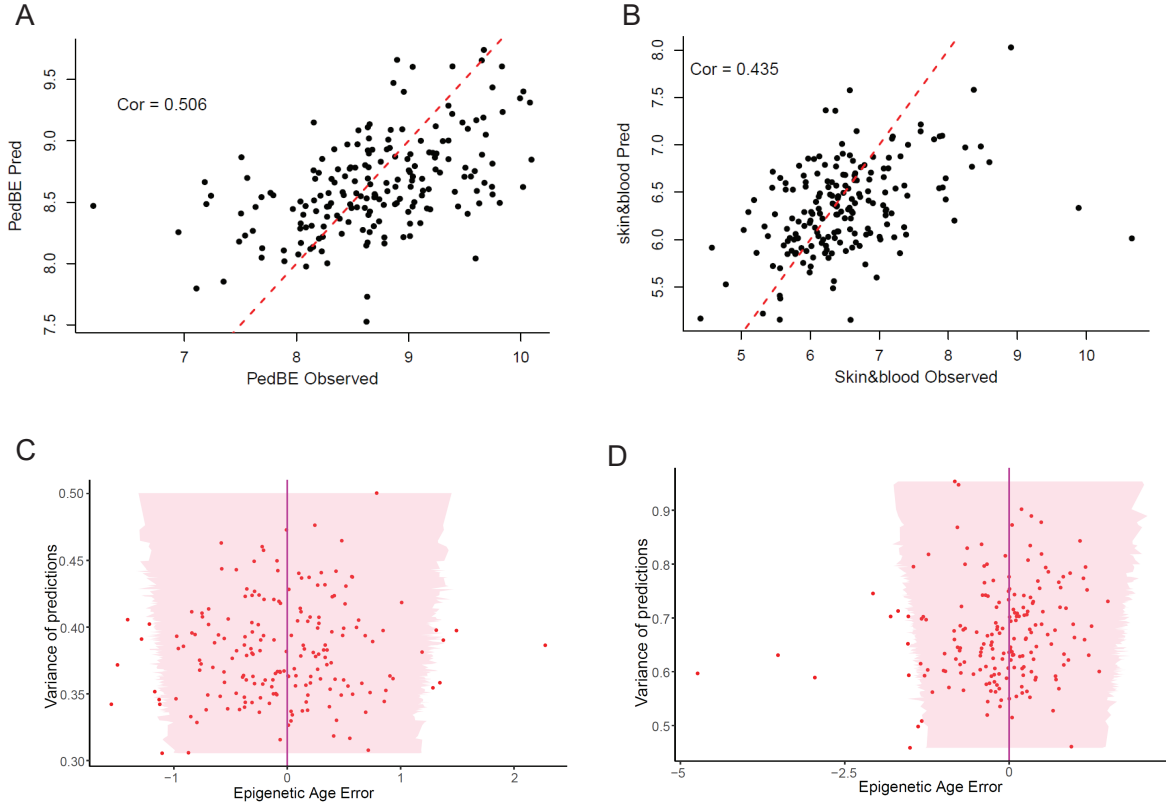 A
Cor = 0.506
PedBE Pred
9.5
9.0
8.5
8.0
7.5
7 8 9 10
PedBE Observed
B
Cor = 0.435
skin&blood Pred
8.0
7.5
7.0
6.5
6.0
5.5
5 6 7 8 9 10
Skin&blood Observed
C
Variance of predictions
0.50
0.45
0.40
0.35
0.30
−1 0 1 2
Epigenetic Age Error
D
Variance of predictions
0.9
0.8
0.7
0.6
0.5
−5 −2.5 0
Epigenetic Age Error